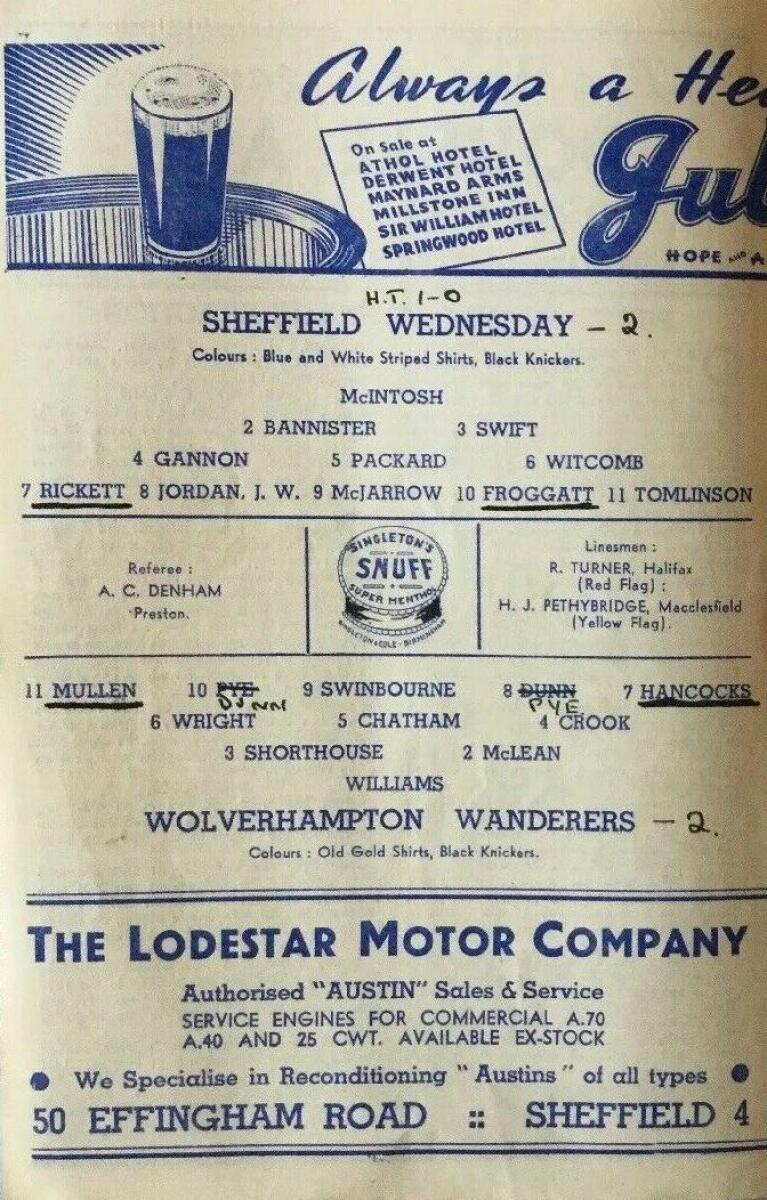 Always a Hea
On Sale at
ATHOL HOTEL
DERWENT HOTEL
MAYNARD ARMS
MILLSTONE INN
SIR WILLIAM HOTEL
SPRINGWOOD HOTEL
Jub
HOPE AND A
H.T. 1-0
SHEFFIELD WEDNESDAY - 2.
Colours : Blue and White Striped Shirts, Black Knickers.
McINTOSH
2 BANNISTER 3 SWIFT
4 GANNON 5 PACKARD 6 WITCOMB
7 RICKETT 8 JORDAN, J. W. 9 McJARROW 10 FROGGATT 11 TOMLINSON
Referee :
A. C. DENHAM
Preston.
SINGLETON'S
SNUFF
SUPER MENTHOL
SINGLETON & COLE - BIRMINGHAM
Linesmen :
R. TURNER, Halifax
(Red Flag) :
H. J. PETHYBRIDGE, Macclesfield
(Yellow Flag).
11 MULLEN 10 PYE 9 SWINBOURNE 8 DUNN 7 HANCOCKS
DUNN PYE
6 WRIGHT 5 CHATHAM 4 CROOK
3 SHORTHOUSE 2 McLEAN
WILLIAMS
WOLVERHAMPTON WANDERERS - 2.
Colours : Old Gold Shirts, Black Knickers.
THE LODESTAR MOTOR COMPANY
Authorised "AUSTIN" Sales & Service
SERVICE ENGINES FOR COMMERCIAL A.70
A.40 AND 25 CWT. AVAILABLE EX-STOCK
We Specialise in Reconditioning "Austins" of all types
50 EFFINGHAM ROAD :: SHEFFIELD 4